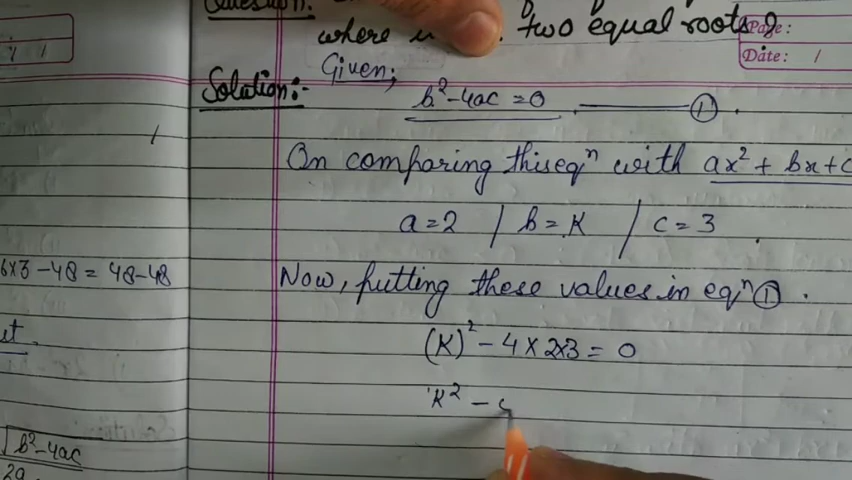 Question:
where two equal roots?
Page:
Date: /
Given;
Solution:-
b²-4ac=0 ①
On comparing this eqⁿ with ax² + bx + c
a=2 / b=K / c=3
Now, putting these values in eqⁿ ①.
(K)² - 4×2×3 = 0
K² -
6×3 -48 = 48-48
b²-4ac
2a